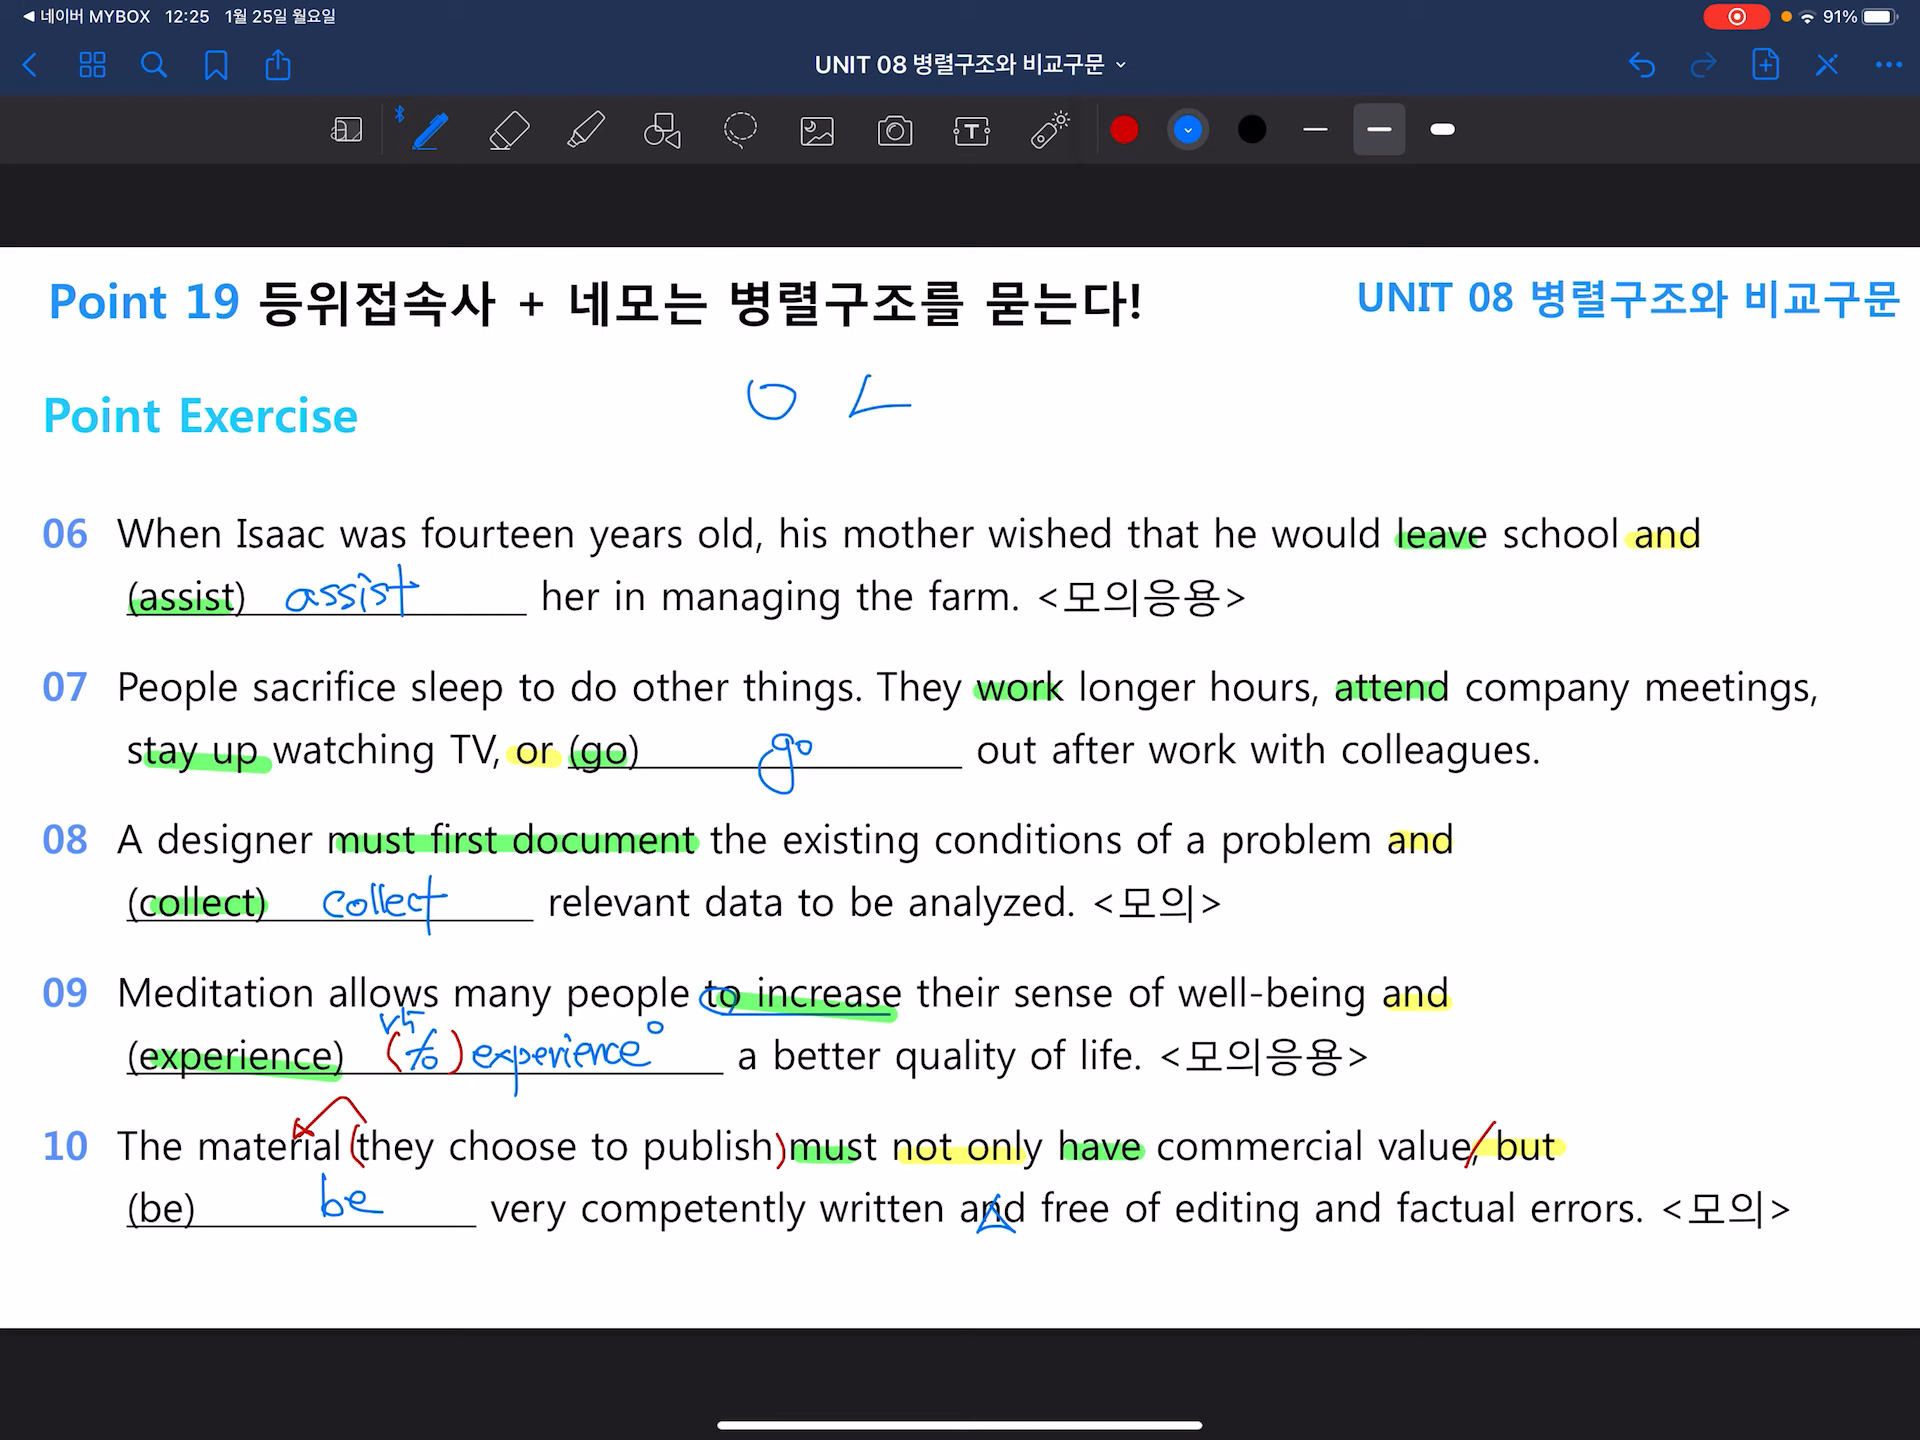 네이버 MYBOX 12:25 1월 25일 월요일 91%
UNIT 08 병렬구조와 비교구문
Point 19 등위접속사 + 네모는 병렬구조를 묻는다! UNIT 08 병렬구조와 비교구문
Point Exercise
06 When Isaac was fourteen years old, his mother wished that he would leave school and
(assist) assist her in managing the farm. <모의응용>
07 People sacrifice sleep to do other things. They work longer hours, attend company meetings,
stay up watching TV, or (go) go out after work with colleagues.
08 A designer must first document the existing conditions of a problem and
(collect) collect relevant data to be analyzed. <모의>
09 Meditation allows many people to increase their sense of well-being and
(experience) (to) experience a better quality of life. <모의응용>
10 The material (they choose to publish) must not only have commercial value, but
(be) be very competently written and free of editing and factual errors. <모의>